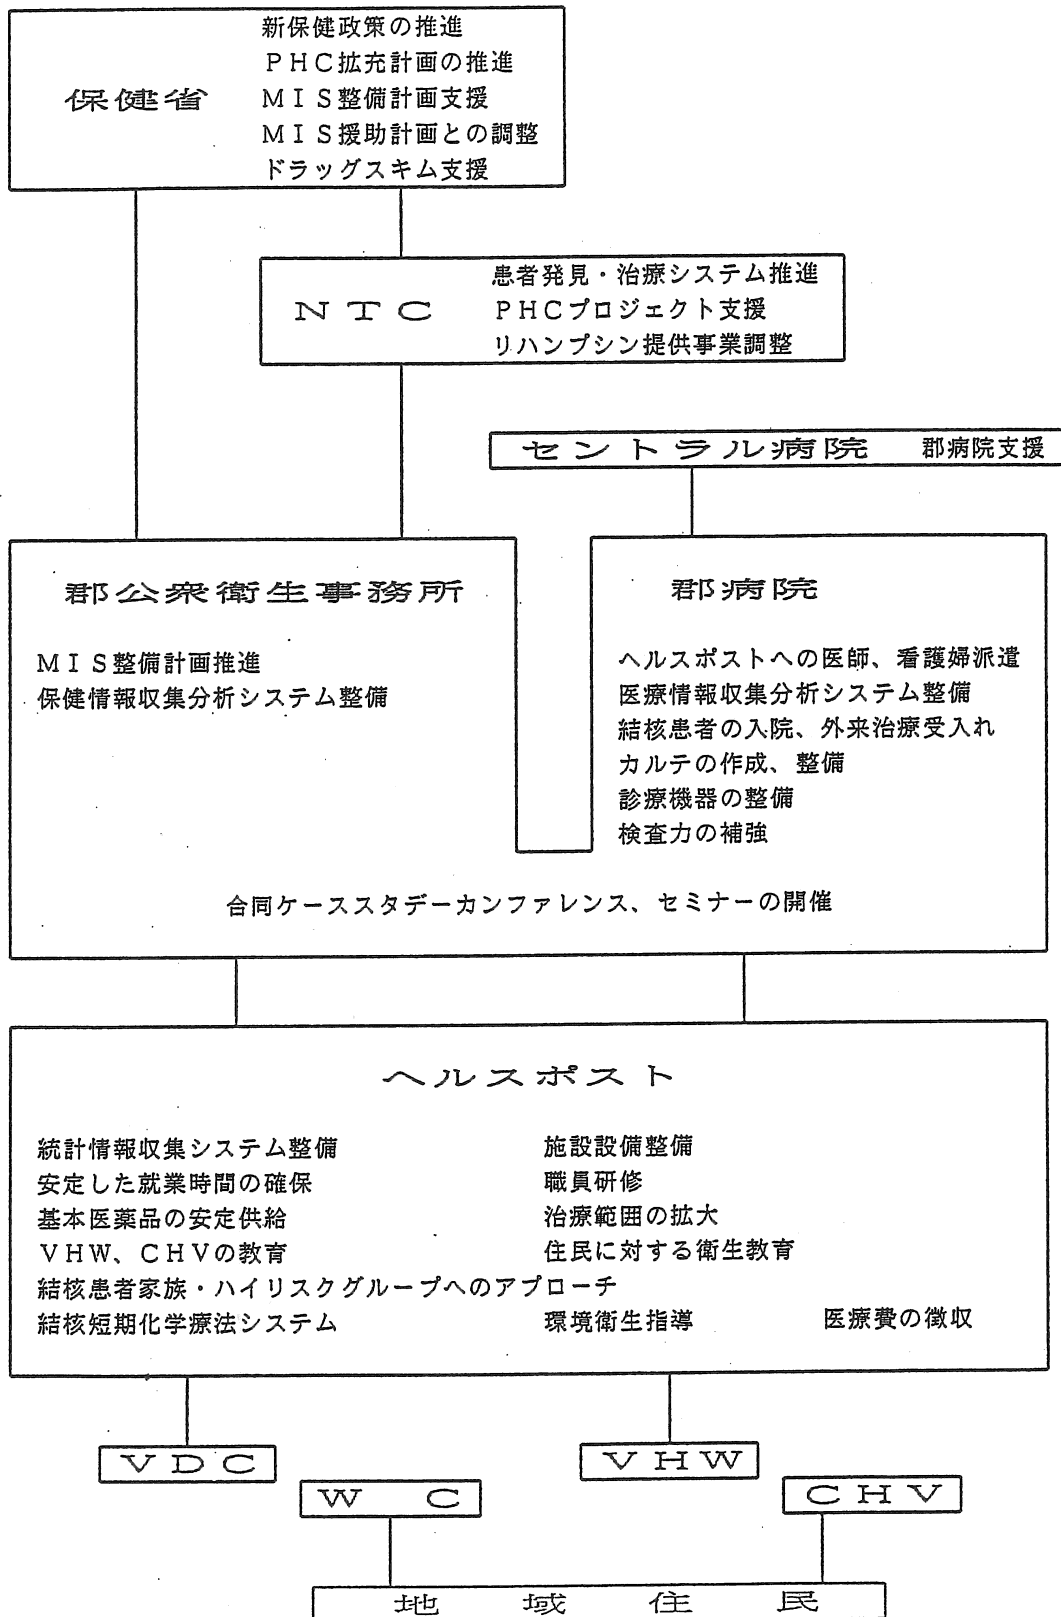 新保健政策の推進
PHC拡充計画の推進
保健省
MIS整備計画支援
MIS援助計画との調整
ドラッグスキム支援
患者発見・治療システム推進
NTC
PHCプロジェクト支援
リハンプシン提供事業調整
セントラル病院 郡病院支援
郡公衆衛生事務所
MIS整備計画推進
保健情報収集分析システム整備
郡病院
ヘルスポストへの医師、看護婦派遣
医療情報収集分析システム整備
結核患者の入院、外来治療受入れ
カルテの作成、整備
診療機器の整備
検査力の補強
合同ケーススタデーカンファレンス、セミナーの開催
ヘルスポスト
統計情報収集システム整備 施設設備整備
安定した就業時間の確保 職員研修
基本医薬品の安定供給 治療範囲の拡大
VHW、CHVの教育 住民に対する衛生教育
結核患者家族・ハイリスクグループへのアプローチ
結核短期化学療法システム 環境衛生指導 医療費の徴収
VDC VHW
WC CHV
地域住民